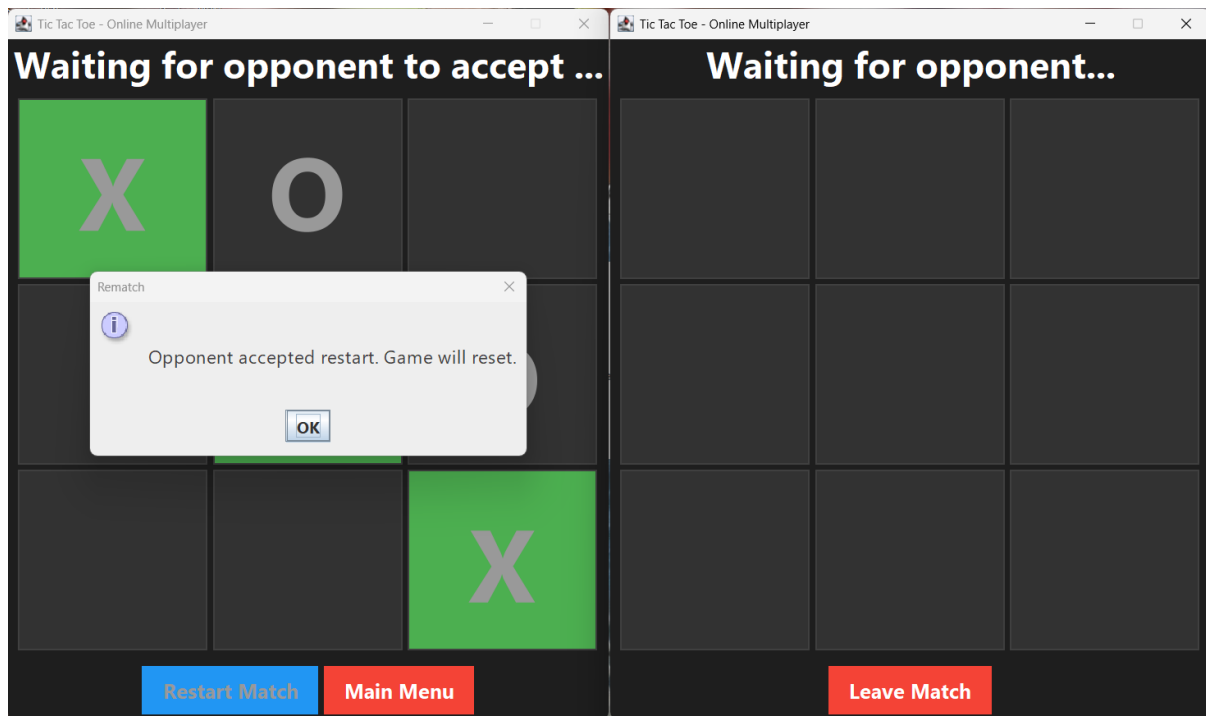 Tic Tac Toe - Online Multiplayer
Waiting for opponent to accept ...
X
O
Rematch
i
Opponent accepted restart. Game will reset.
OK
X
Restart Match
Main Menu
Tic Tac Toe - Online Multiplayer
Waiting for opponent...
Leave Match